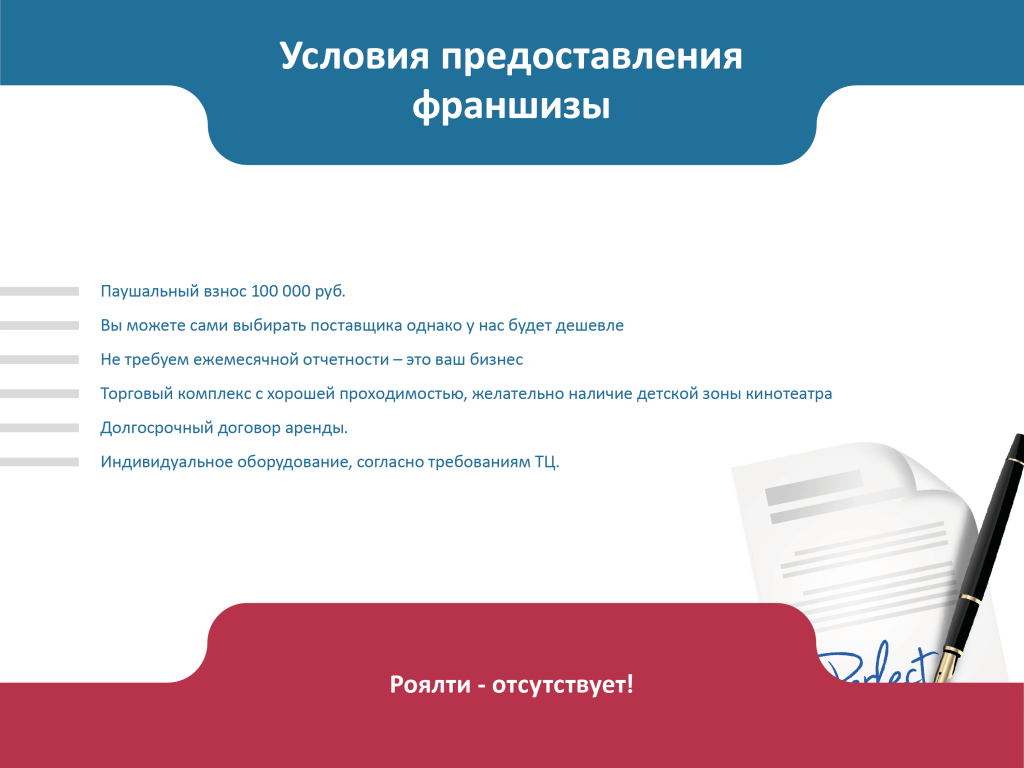 Условия предоставления
франшизы
Паушальный взнос 100 000 руб.
Вы можете сами выбирать поставщика однако у нас будет дешевле
Не требуем ежемесячной отчетности – это ваш бизнес
Торговый комплекс с хорошей проходимостью, желательно наличие детской зоны кинотеатра
Долгосрочный договор аренды.
Индивидуальное оборудование, согласно требованиям ТЦ.
Perfect
Роялти - отсутствует!